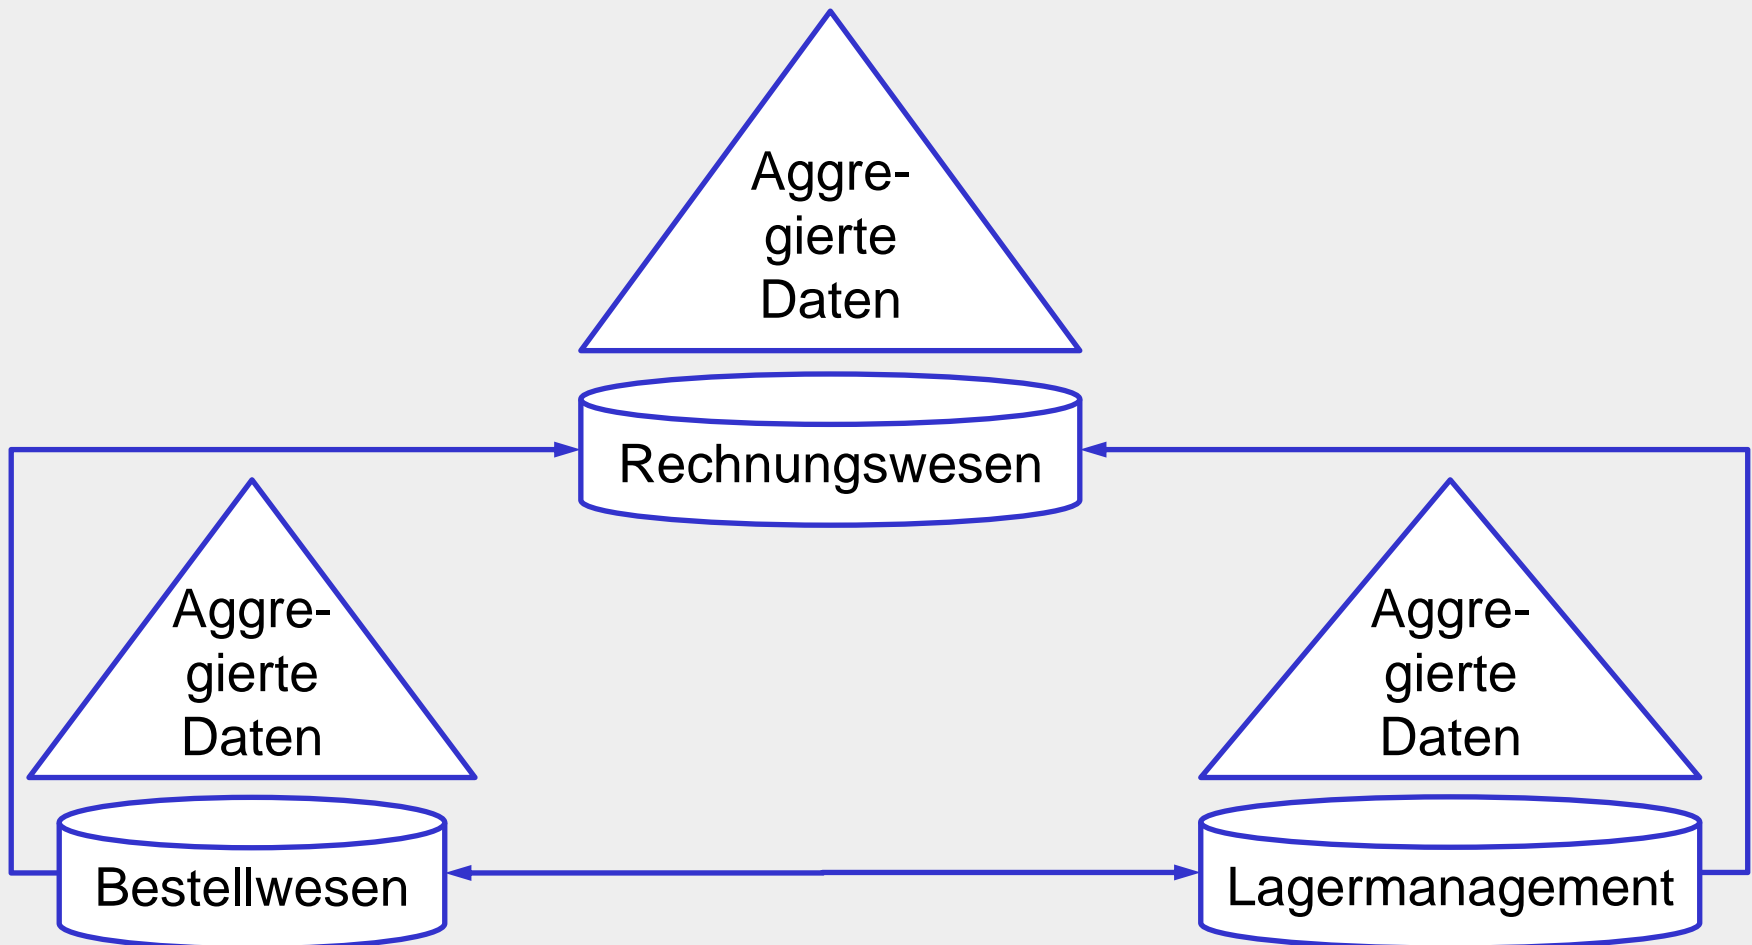 Aggre-
gierte
Daten
Rechnungswesen
Aggre-
gierte
Daten
Bestellwesen
Aggre-
gierte
Daten
Lagermanagement